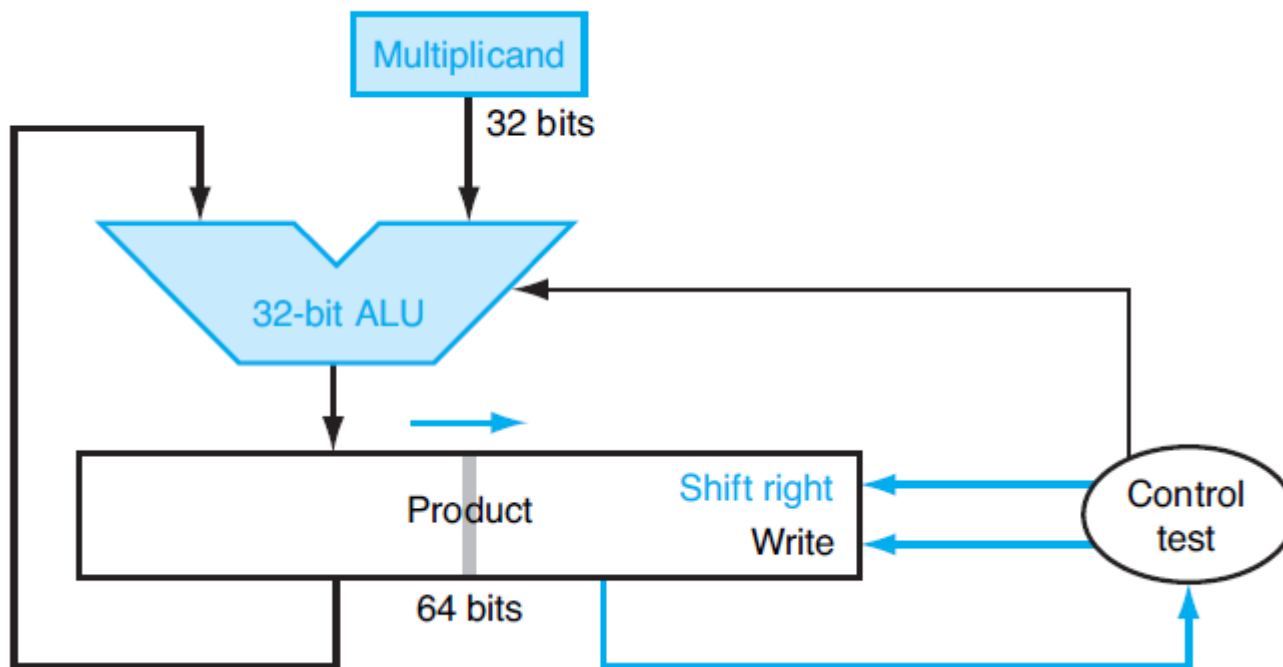 Multiplicand
32 bits
32-bit ALU
Product
Shift right
Write
64 bits
Control
test